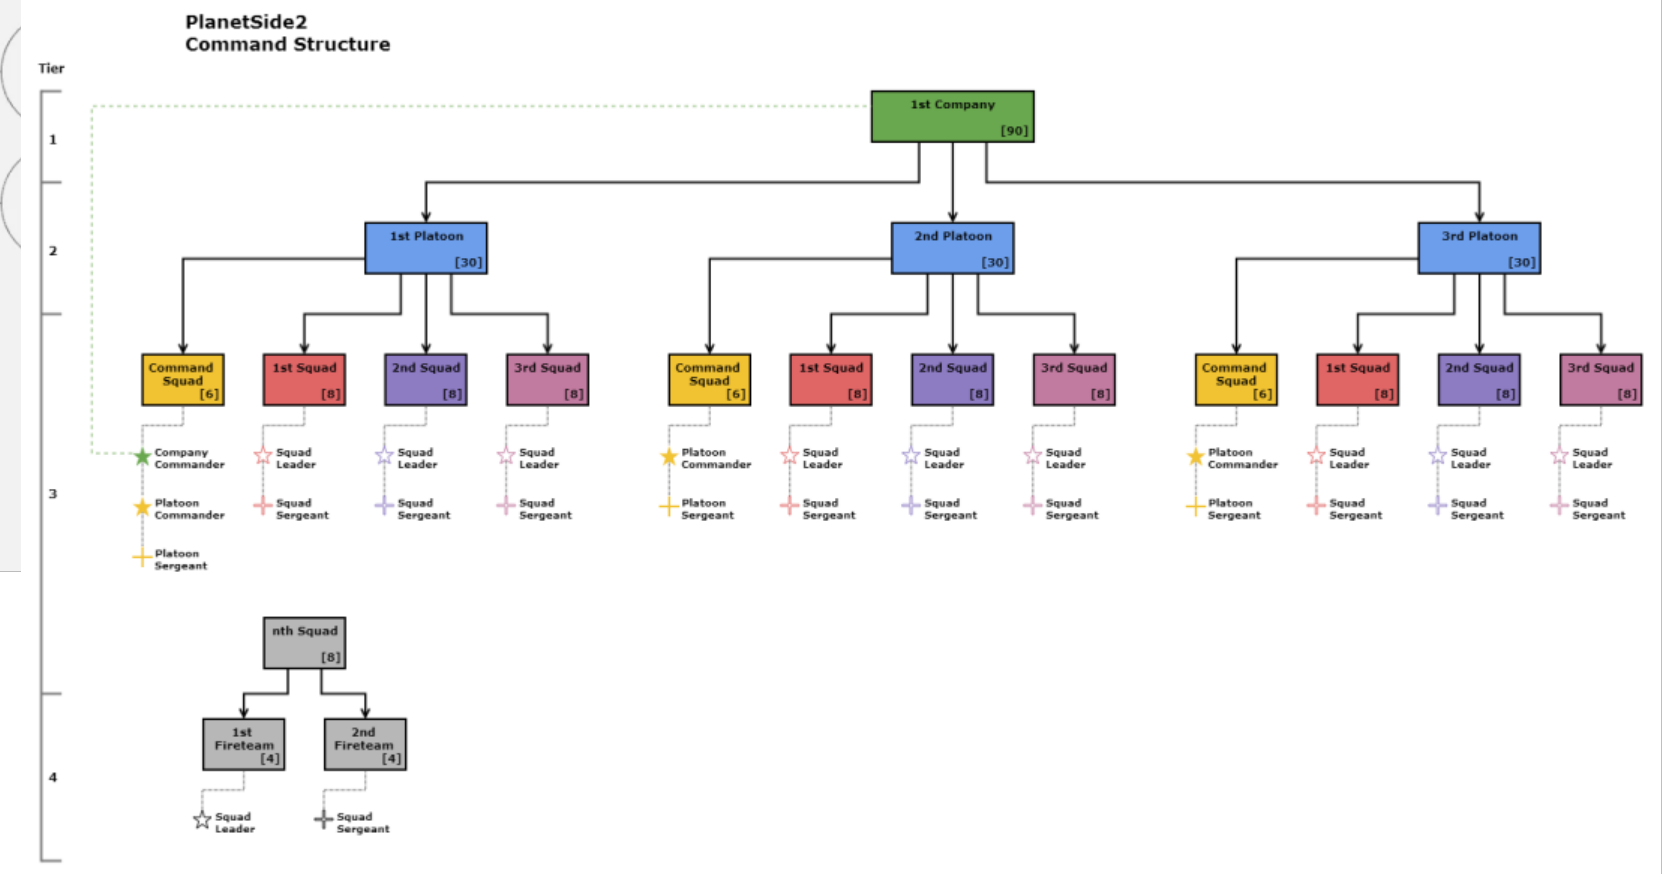 PlanetSide2
Command Structure
Tier
1
1st Company
[90]
2
1st Platoon
[30]
2nd Platoon
[30]
3rd Platoon
[30]
Command
Squad
[6]
1st Squad
[8]
2nd Squad
[8]
3rd Squad
[8]
Command
Squad
[6]
1st Squad
[8]
2nd Squad
[8]
3rd Squad
[8]
Command
Squad
[6]
1st Squad
[8]
2nd Squad
[8]
3rd Squad
[8]
3
Company
Commander
Platoon
Commander
Platoon
Sergeant
Squad
Leader
Squad
Sergeant
Squad
Leader
Squad
Sergeant
Squad
Leader
Squad
Sergeant
Platoon
Commander
Platoon
Sergeant
Squad
Leader
Squad
Sergeant
Squad
Leader
Squad
Sergeant
Squad
Leader
Squad
Sergeant
Platoon
Commander
Platoon
Sergeant
Squad
Leader
Squad
Sergeant
Squad
Leader
Squad
Sergeant
Squad
Leader
Squad
Sergeant
nth Squad
[8]
4
1st
Fireteam
[4]
2nd
Fireteam
[4]
Squad
Leader
Squad
Sergeant